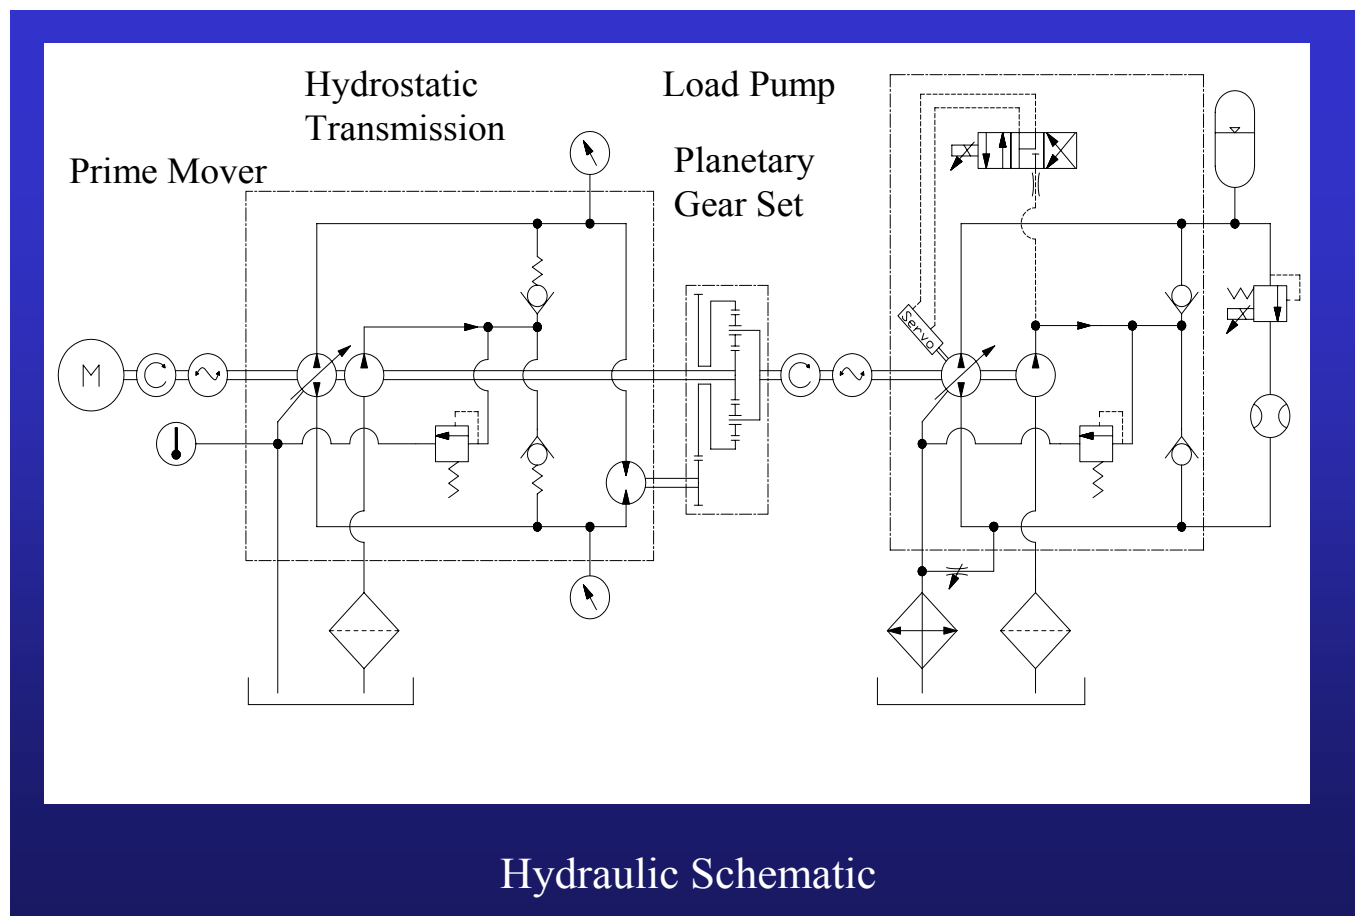 Hydrostatic
Transmission
Load Pump
Prime Mover
Planetary
Gear Set
Servo
M
Hydraulic Schematic